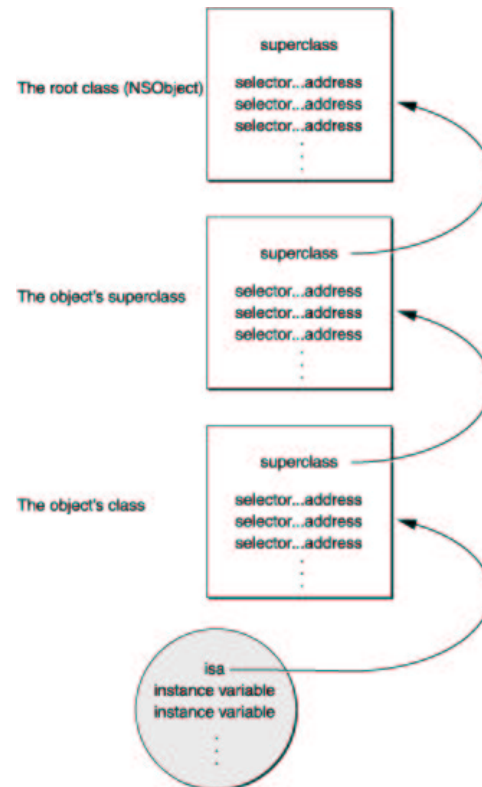 superclass
The root class (NSObject)
selector...address
selector...address
selector...address
superclass
The object's superclass
selector...address
selector...address
selector...address
superclass
The object's class
selector...address
selector...address
selector...address
isa
instance variable
instance variable